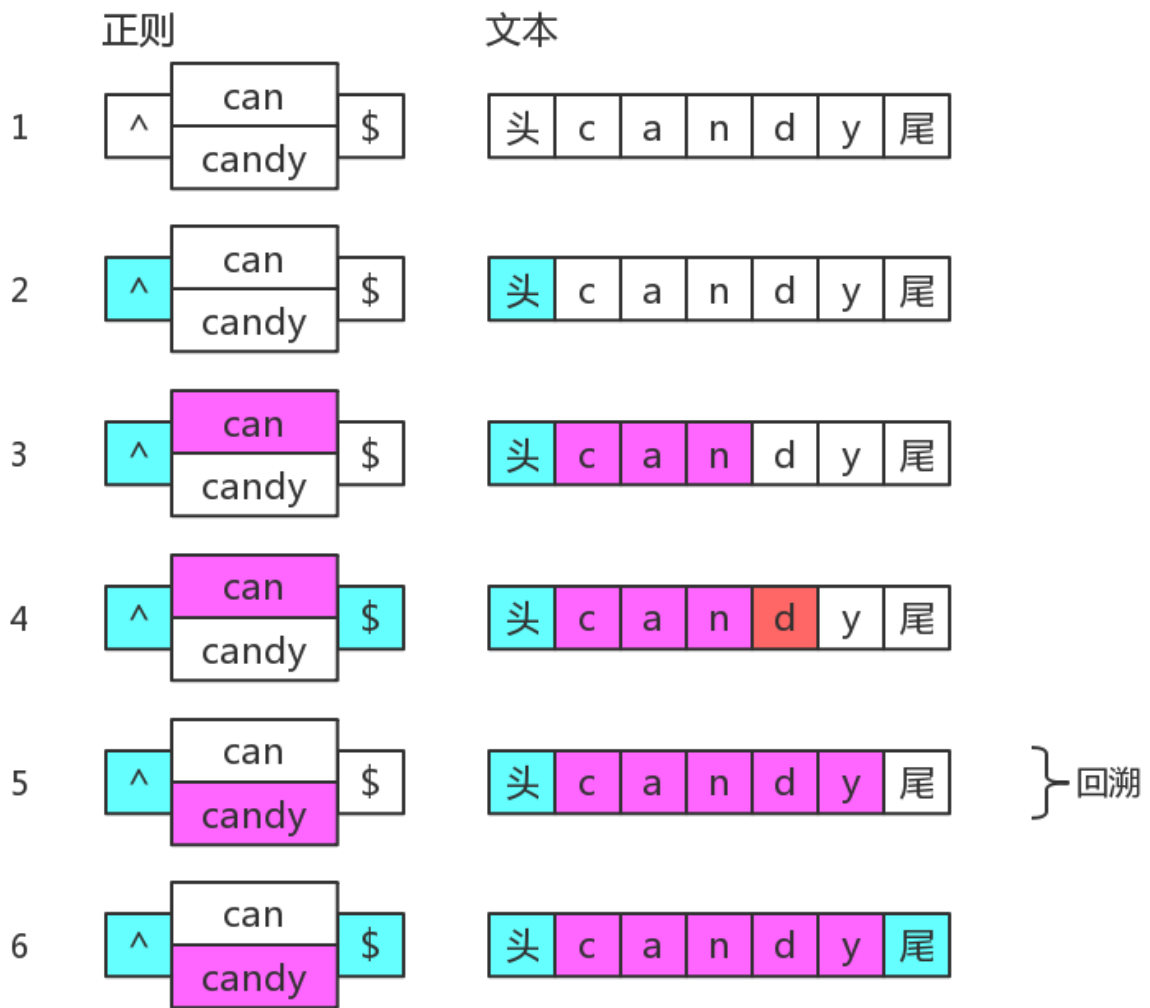 正则 文本
can
1 ^ $ 头 c a n d y 尾
candy
can
2 ^ $ 头 c a n d y 尾
candy
can
3 ^ $ 头 c a n d y 尾
candy
can
4 ^ $ 头 c a n d y 尾
candy
can
5 ^ $ 头 c a n d y 尾 回溯
candy
can
6 ^ $ 头 c a n d y 尾
candy